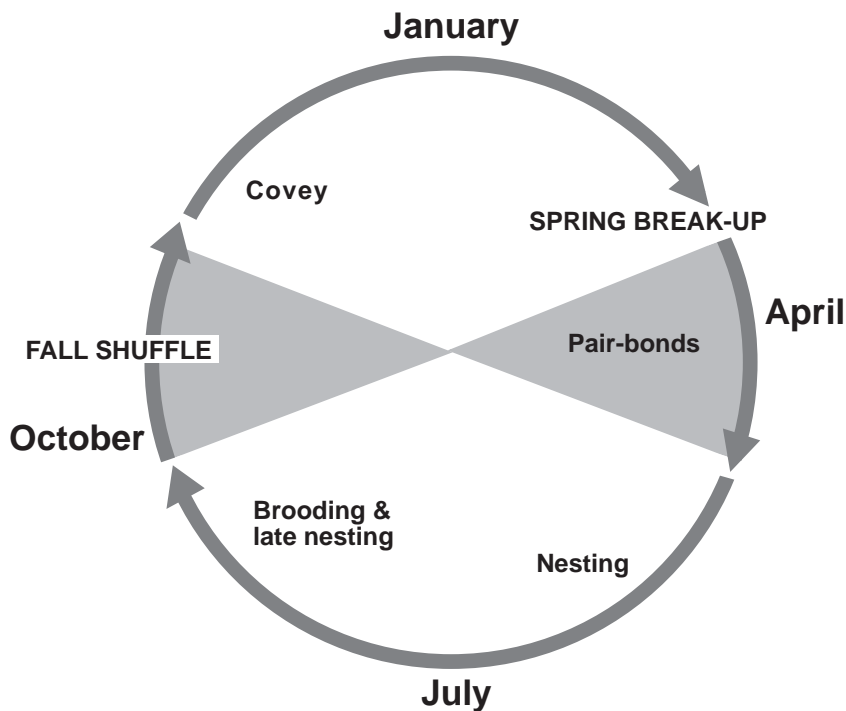 January
Covey
SPRING BREAK-UP
April
Pair-bonds
FALL SHUFFLE
October
Brooding &
late nesting
Nesting
July